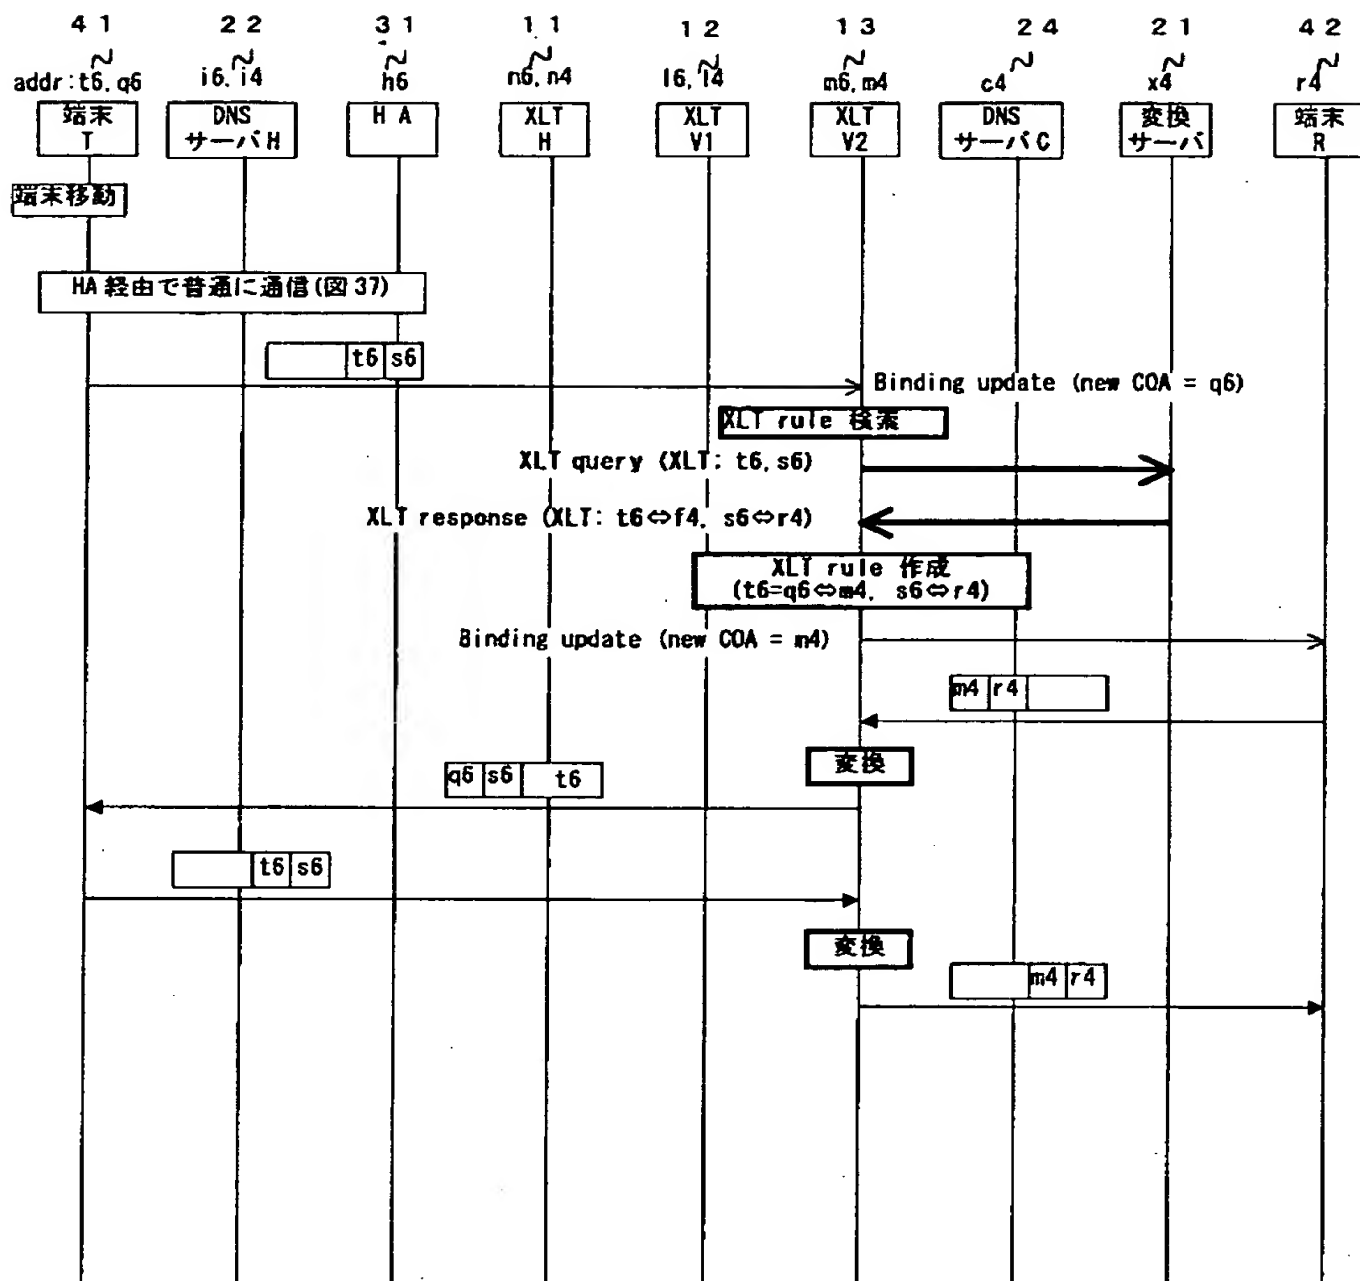 ４１ ２２ ３１ １１ １２ １３ ２４ ２１ ４２
addr:t6,q6 i6,i4 h6 n6,n4 l6,l4 m6,m4 c4 x4 r4
端末 DNS ＨＡ XLT XLT XLT DNS 変換 端末
T サーバH H V1 V2 サーバC サーバ R
端末移動
HA経由で普通に通信(図37)
t6 s6
Binding update (new COA = q6)
XLT rule 検索
XLT query (XLT: t6,s6)
XLT response (XLT: t6⇔f4, s6⇔r4)
XLT rule 作成
(t6=q6⇔m4, s6⇔r4)
Binding update (new COA = m4)
m4 r4
変換
q6 s6 t6
t6 s6
変換
m4 r4